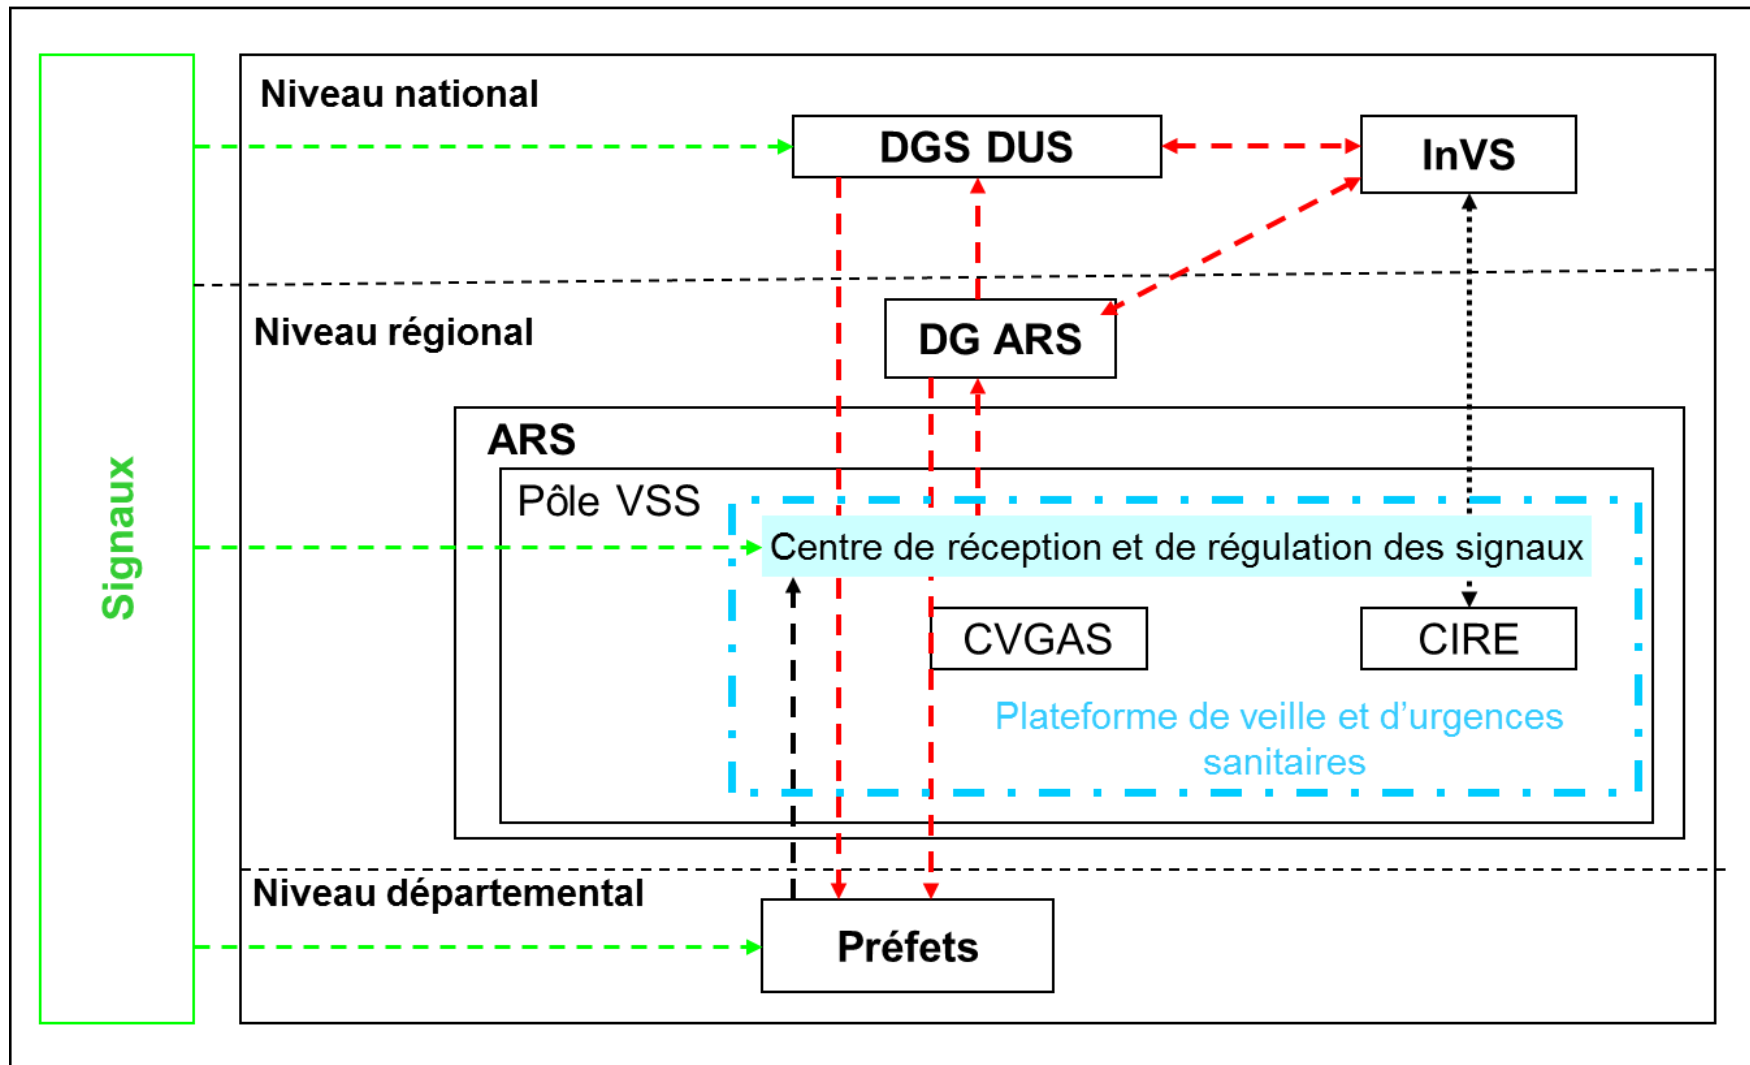 Niveau national
DGS DUS
InVS
Niveau régional
DG ARS
ARS
Pôle VSS
Signaux
Centre de réception et de régulation des signaux
CVGAS
CIRE
Plateforme de veille et d’urgences
sanitaires
Niveau départemental
Préfets